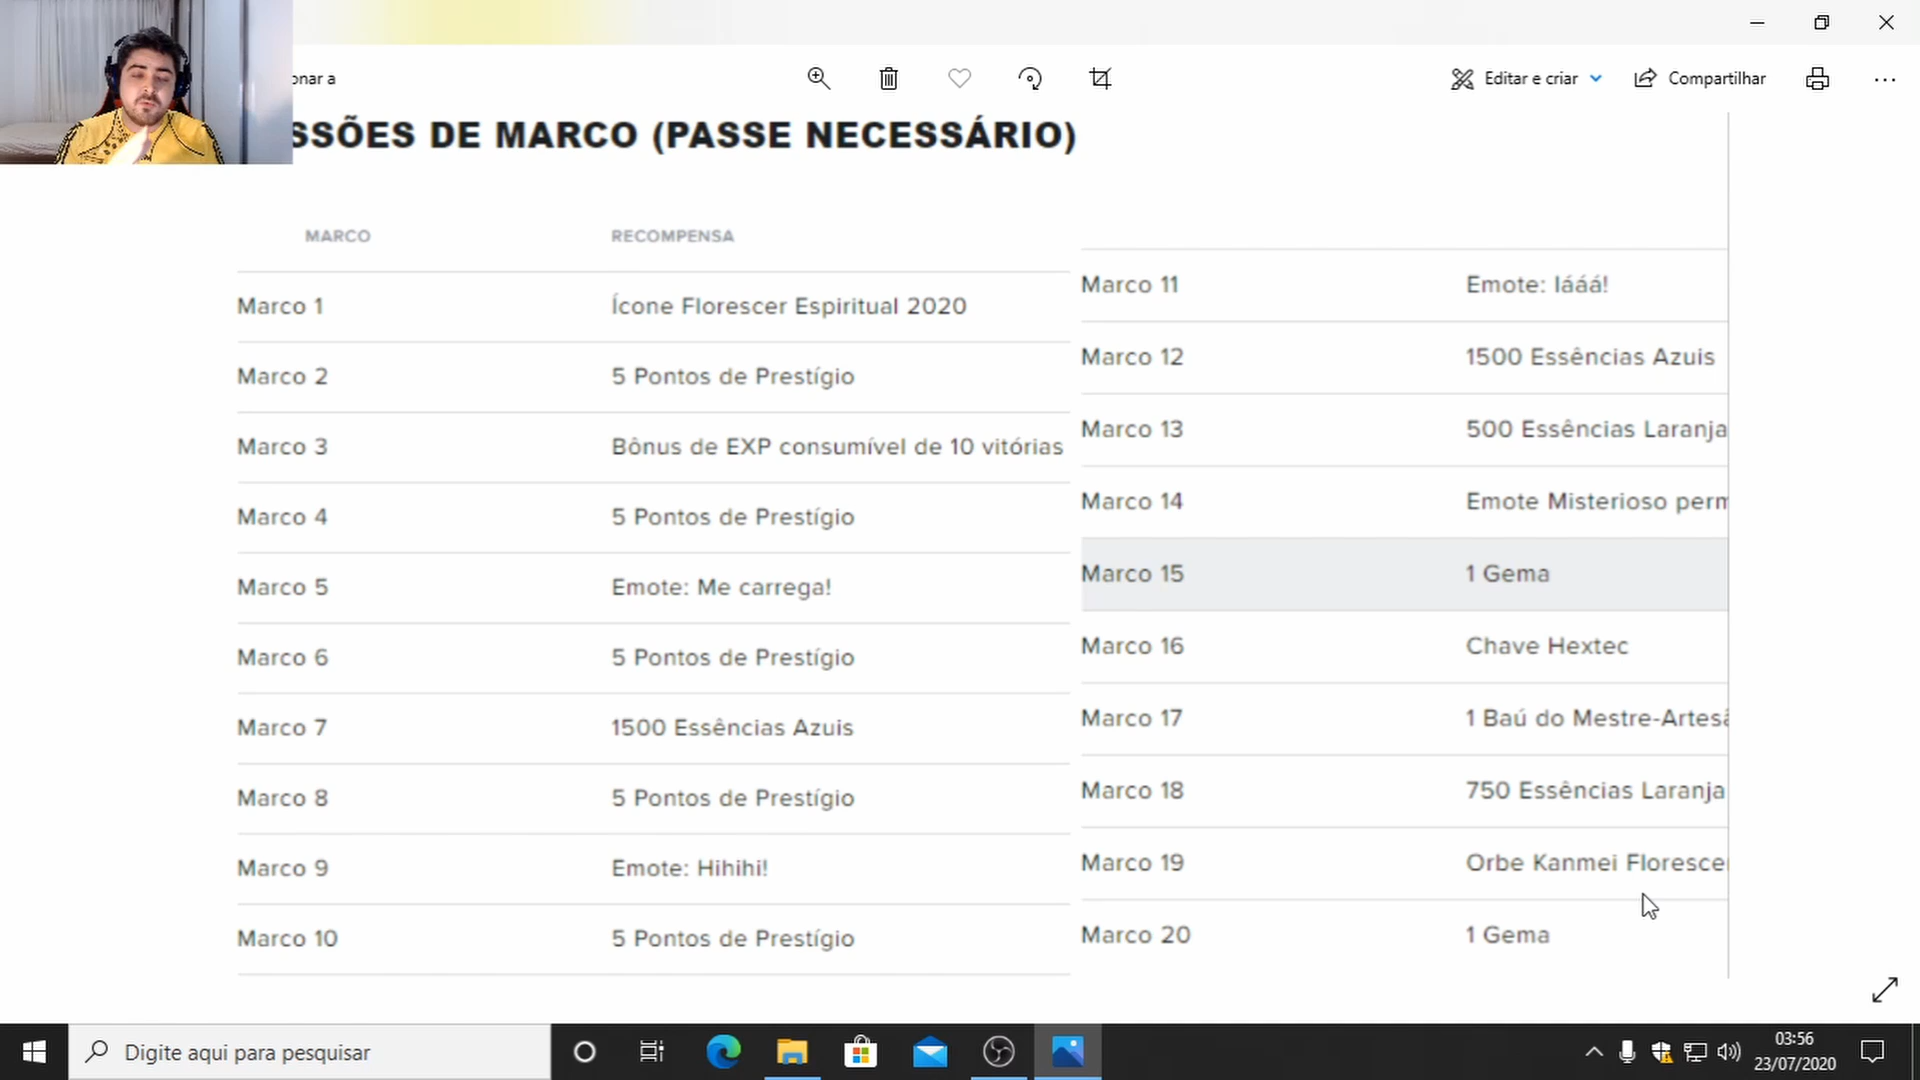 onar a
Editar e criar
Compartilhar
SSÕES DE MARCO (PASSE NECESSÁRIO)
MARCO RECOMPENSA
Marco 1 Ícone Florescer Espiritual 2020
Marco 2 5 Pontos de Prestígio
Marco 3 Bônus de EXP consumível de 10 vitórias
Marco 4 5 Pontos de Prestígio
Marco 5 Emote: Me carrega!
Marco 6 5 Pontos de Prestígio
Marco 7 1500 Essências Azuis
Marco 8 5 Pontos de Prestígio
Marco 9 Emote: Hihihi!
Marco 10 5 Pontos de Prestígio
Marco 11 Emote: Iááá!
Marco 12 1500 Essências Azuis
Marco 13 500 Essências Laranja
Marco 14 Emote Misterioso perm
Marco 15 1 Gema
Marco 16 Chave Hextec
Marco 17 1 Baú do Mestre-Artesã
Marco 18 750 Essências Laranja
Marco 19 Orbe Kanmei Florescer
Marco 20 1 Gema
Digite aqui para pesquisar
03:56
23/07/2020